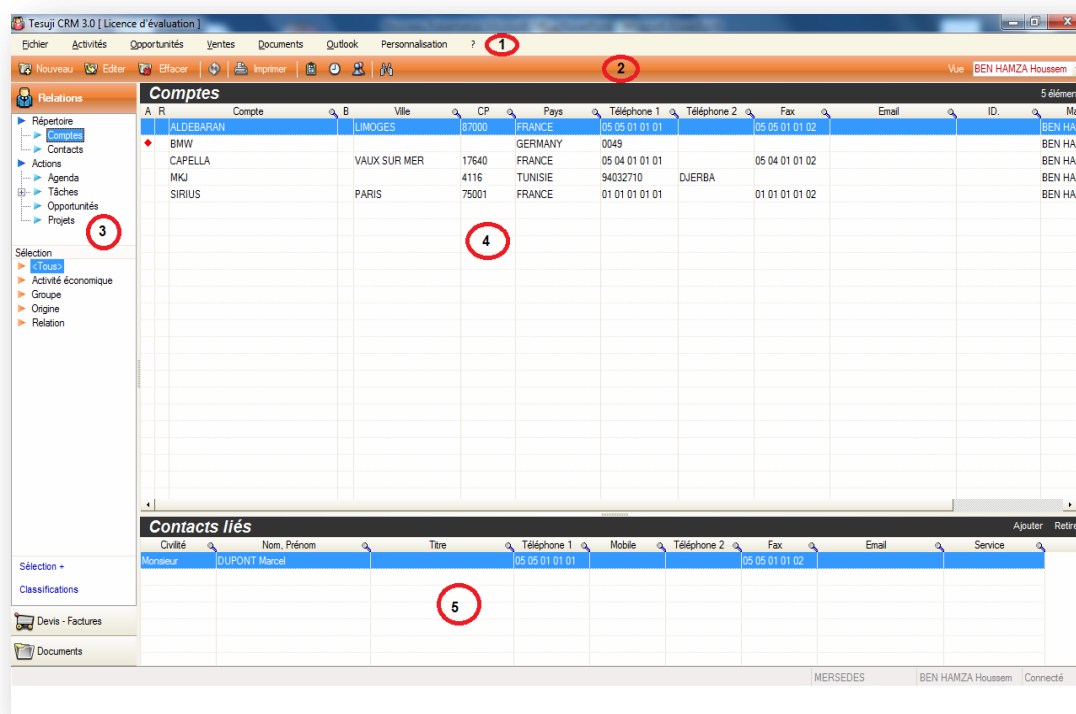 Tesuji CRM 3.0 [ Licence d'évaluation ]
Fichier Activités Opportunités Ventes Documents Outlook Personnalisation ? 1
Nouveau Editer Effacer Imprimer 2 Vue BEN HAMZA Houssem
Relations
Répertoire
Comptes
Contacts
Actions
Agenda
Tâches
Opportunités
Projets
3
Sélection
<Tous>
Activité économique
Groupe
Origine
Relation
Sélection +
Classifications
Devis - Factures
Documents
Comptes 5 élémen
A R Compte B Ville CP Pays Téléphone 1 Téléphone 2 Fax Email ID. Ma
ALDEBARAN LIMOGES 87000 FRANCE 05 05 01 01 01 05 05 01 01 02 BEN HA
BMW GERMANY 0049 BEN HA
CAPELLA VAUX SUR MER 17640 FRANCE 05 04 01 01 01 05 04 01 01 02 BEN HA
MKJ 4116 TUNISIE 94032710 DJERBA BEN HA
SIRIUS PARIS 75001 FRANCE 01 01 01 01 01 01 01 01 01 02 BEN HA
4
Contacts liés Ajouter Retire
Civilité Nom, Prénom Titre Téléphone 1 Mobile Téléphone 2 Fax Email Service
Monsieur DUPONT Marcel 05 05 01 01 01 05 05 01 01 02
5
MERSEDES BEN HAMZA Houssem Connecté